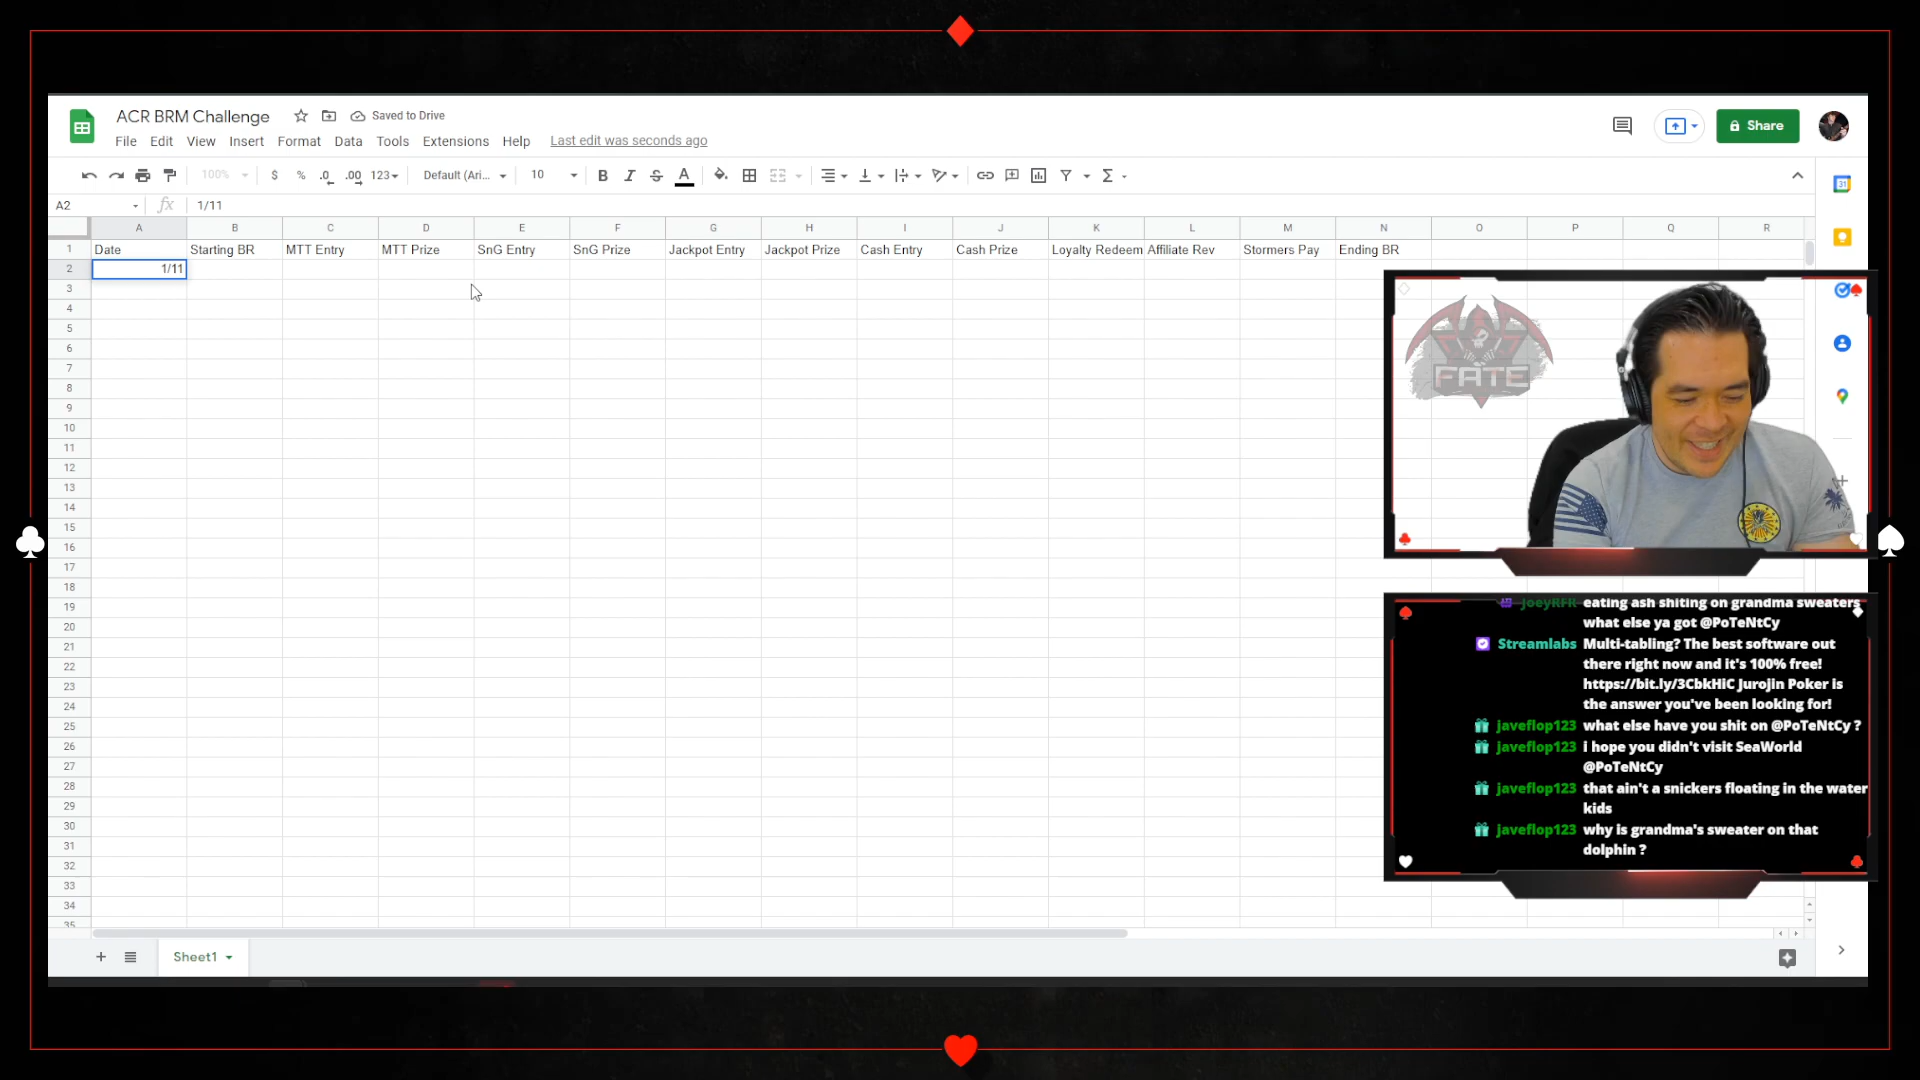 ACR BRM Challenge
Saved to Drive
Share
File Edit View Insert Format Data Tools Extensions Help Last edit was seconds ago
100% $ % .0 .00 123 Default (Ari... 10 B I S A Σ
31
A2 fx 1/11
A B C D E F G H I J K L M N O P Q R
1 Date Starting BR MTT Entry MTT Prize SnG Entry SnG Prize Jackpot Entry Jackpot Prize Cash Entry Cash Prize Loyalty Redeem Affiliate Rev Stormers Pay Ending BR
2 1/11
3
4
5
6
7
8
9
10
11
12
13
14
15
16
17
18
19
20
21
22
23
24
25
26
27
28
29
30
31
32
33
34
35
Sheet1
FATE
JoeyRFR eating ash shiting on grandma sweaters
what else ya got @PoTeNtCy
Streamlabs Multi-tabling? The best software out
there right now and it's 100% free!
https://bit.ly/3CbkHiC Jurojin Poker is
the answer you've been looking for!
javeflop123 what else have you shit on @PoTeNtCy ?
javeflop123 i hope you didn't visit SeaWorld
@PoTeNtCy
javeflop123 that ain't a snickers floating in the water
kids
javeflop123 why is grandma's sweater on that
dolphin ?